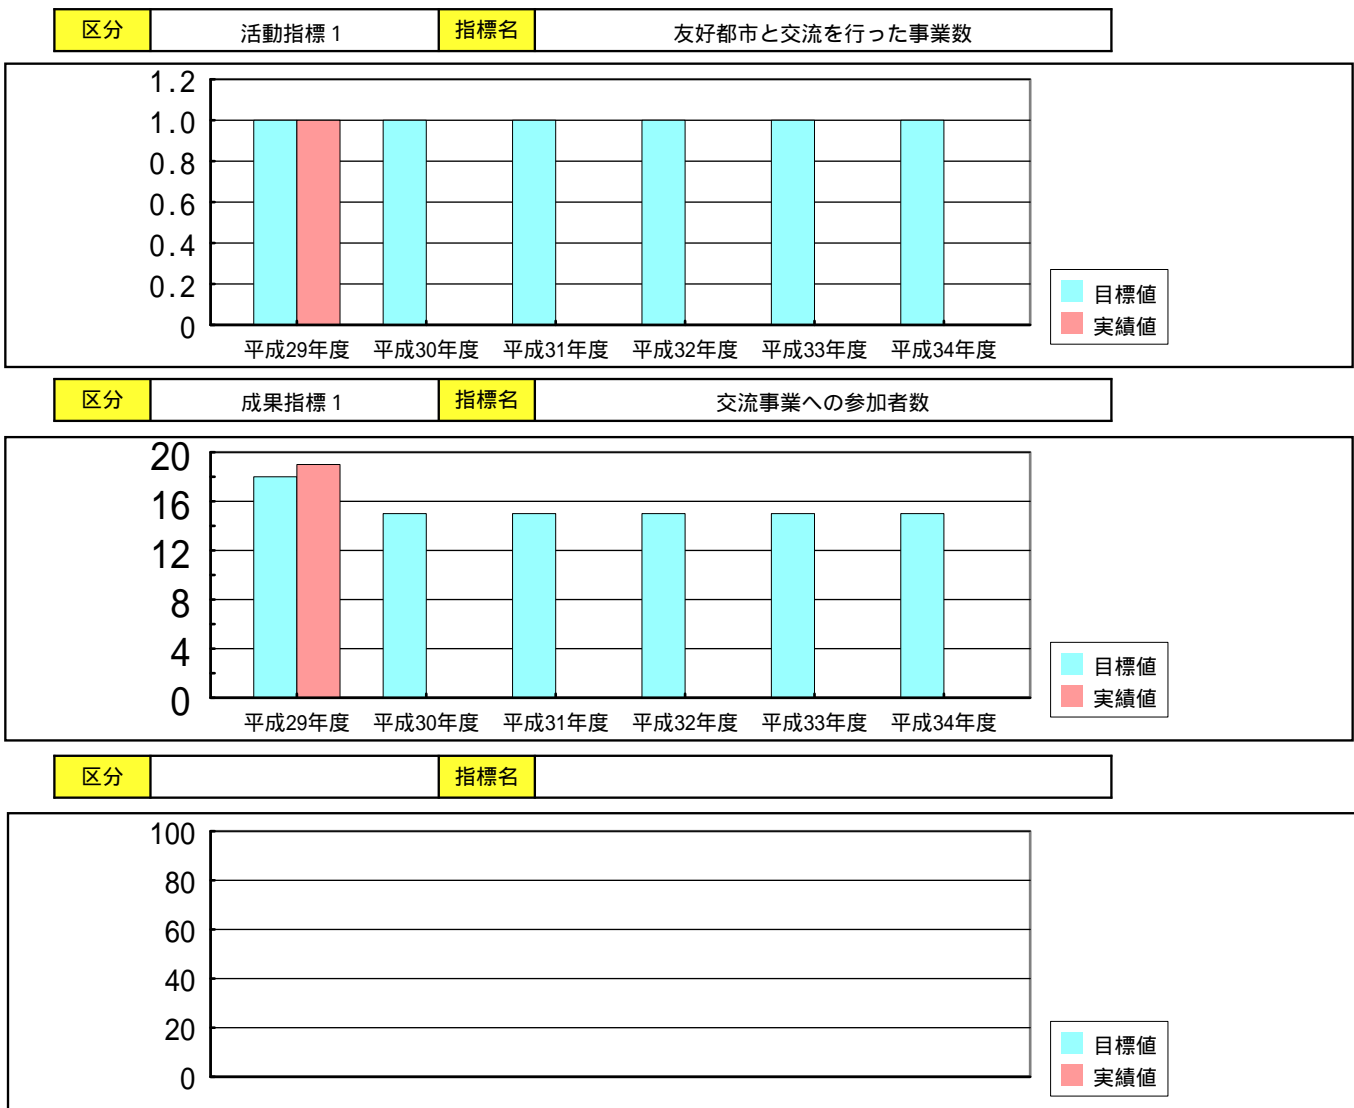 区分 活動指標１ 指標名 友好都市と交流を行った事業数
1.2
1.0
0.8
0.6
0.4
0.2
0
平成29年度 平成30年度 平成31年度 平成32年度 平成33年度 平成34年度
目標値
実績値
区分 成果指標１ 指標名 交流事業への参加者数
20
16
12
8
4
0
平成29年度 平成30年度 平成31年度 平成32年度 平成33年度 平成34年度
目標値
実績値
区分 指標名
100
80
60
40
20
0
目標値
実績値